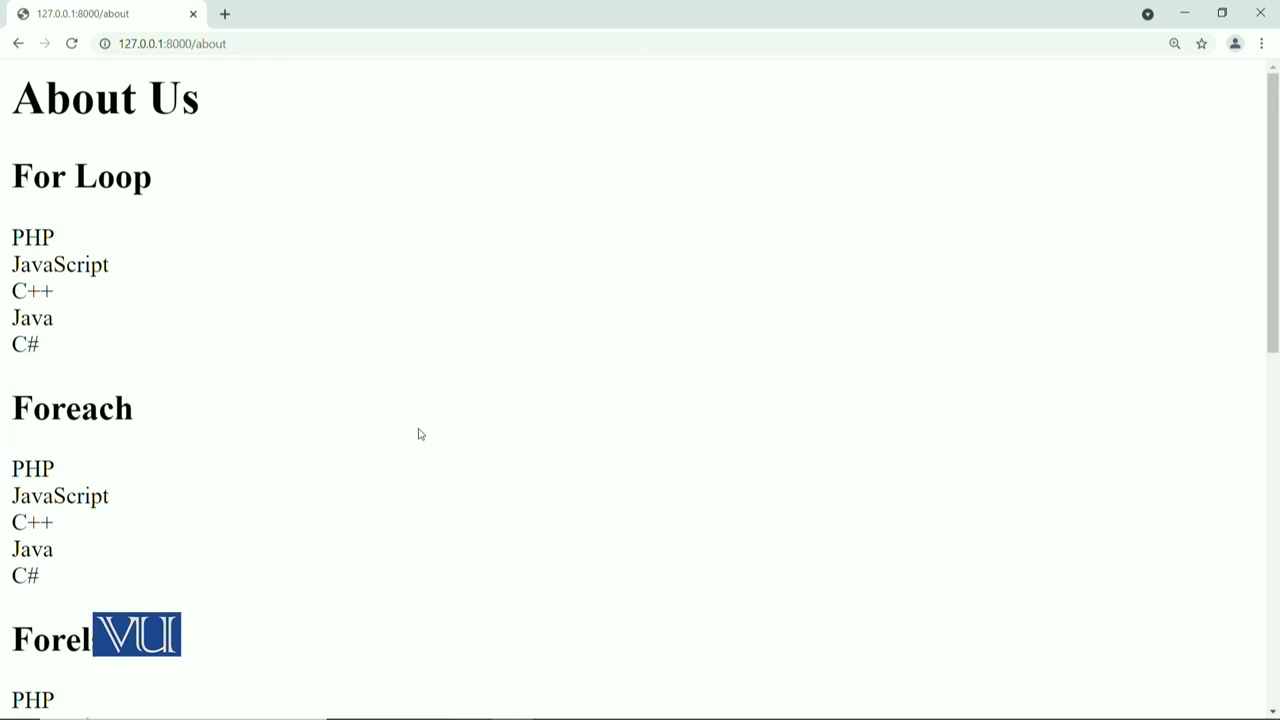 127.0.0.1:8000/about
127.0.0.1:8000/about
About Us
For Loop
PHP
JavaScript
C++
Java
C#
Foreach
PHP
JavaScript
C++
Java
C#
VU
PHP